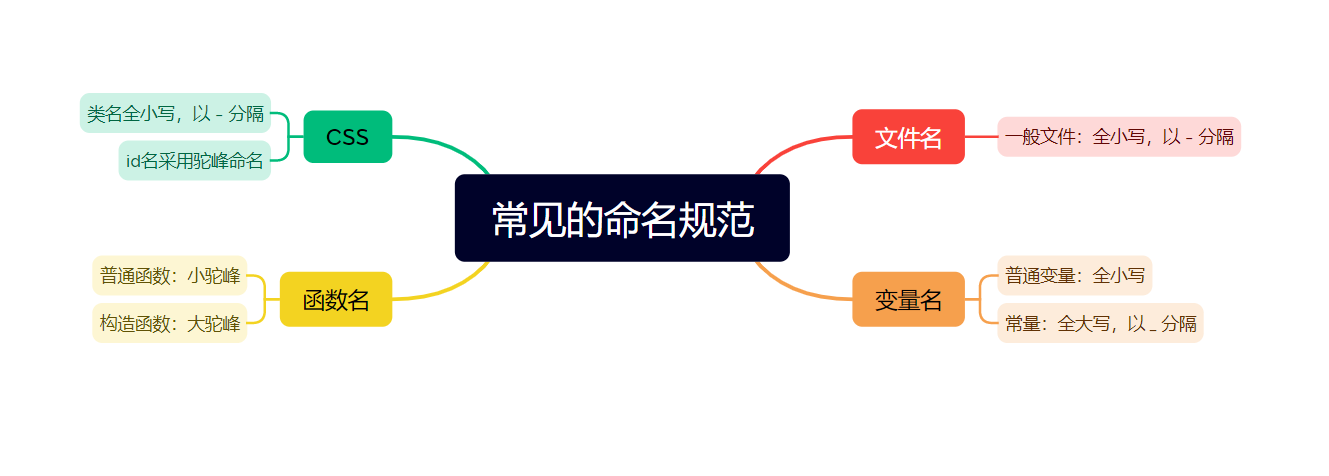 常见的命名规范
文件名
一般文件：全小写，以 - 分隔
变量名
普通变量：全小写
常量：全大写，以 _ 分隔
CSS
类名全小写，以 - 分隔
id名采用驼峰命名
函数名
普通函数：小驼峰
构造函数：大驼峰